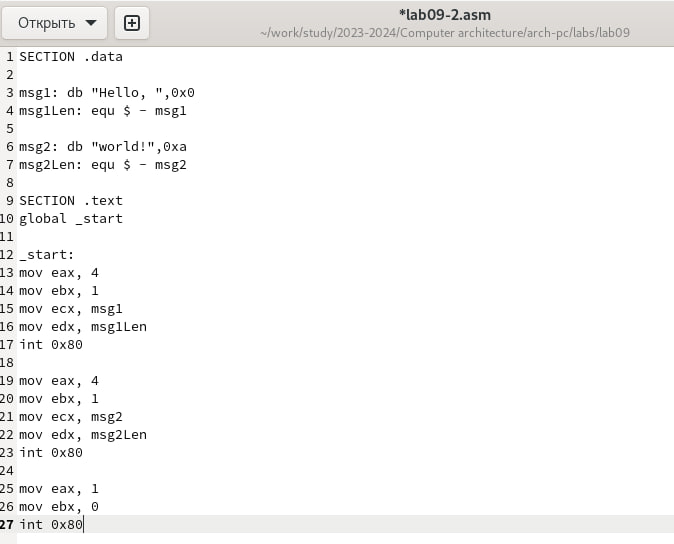 Открыть
*lab09-2.asm
~/work/study/2023-2024/Computer architecture/arch-pc/labs/lab09
1 SECTION .data
2
3 msg1: db "Hello, ",0x0
4 msg1Len: equ $ - msg1
5
6 msg2: db "world!",0xa
7 msg2Len: equ $ - msg2
8
9 SECTION .text
10 global _start
11
12 _start:
13 mov eax, 4
14 mov ebx, 1
15 mov ecx, msg1
16 mov edx, msg1Len
17 int 0x80
18
19 mov eax, 4
20 mov ebx, 1
21 mov ecx, msg2
22 mov edx, msg2Len
23 int 0x80
24
25 mov eax, 1
26 mov ebx, 0
27 int 0x80